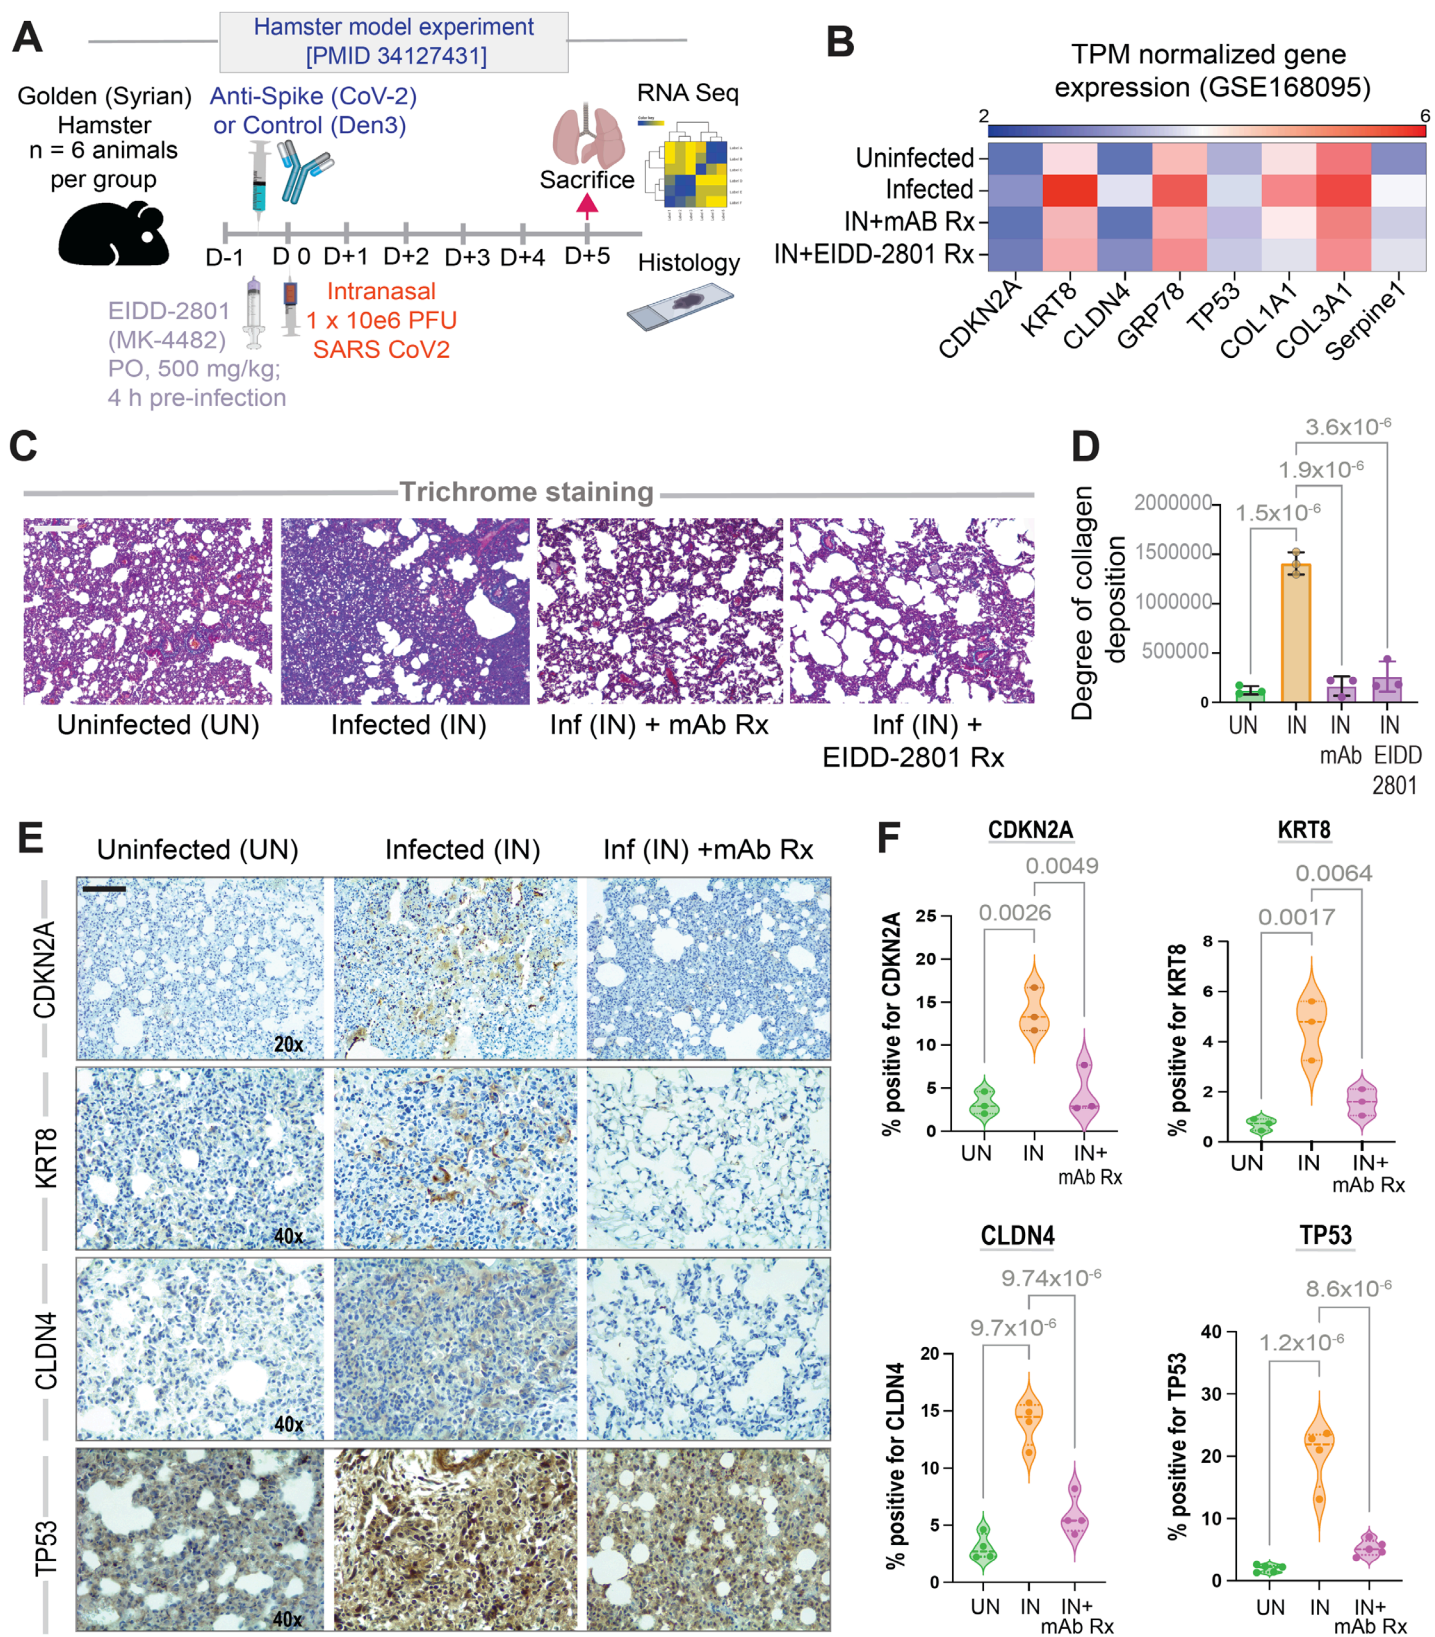 A
Hamster model experiment
[PMID 34127431]
Golden (Syrian)
Hamster
n = 6 animals
per group
Anti-Spike (CoV-2)
or Control (Den3)
Sacrifice
RNA Seq
D-1
D 0
D+1
D+2
D+3
D+4
D+5
Histology
EIDD-2801
(MK-4482)
PO, 500 mg/kg;
4 h pre-infection
Intranasal
1 x 10e6 PFU
SARS CoV2
B
TPM normalized gene
expression (GSE168095)
2
6
Uninfected
Infected
IN+mAB Rx
IN+EIDD-2801 Rx
CDKN2A
KRT8
CLDN4
GRP78
TP53
COL1A1
COL3A1
Serpine1
C
Trichrome staining
Uninfected (UN)
Infected (IN)
Inf (IN) + mAb Rx
Inf (IN) +
EIDD-2801 Rx
D
3.6x10-6
1.9x10-6
1.5x10-6
Degree of collagen
deposition
2000000
1500000
1000000
500000
0
UN
IN
IN
mAb
IN
EIDD
2801
E
Uninfected (UN)
Infected (IN)
Inf (IN) +mAb Rx
CDKN2A
20x
KRT8
40x
CLDN4
40x
TP53
40x
F
CDKN2A
0.0049
0.0026
% positive for CDKN2A
25
20
15
10
5
0
UN
IN
IN+
mAb Rx
KRT8
0.0064
0.0017
% positive for KRT8
8
6
4
2
0
UN
IN
IN+
mAb Rx
CLDN4
9.74x10-6
9.7x10-6
% positive for CLDN4
20
15
10
5
0
UN
IN
IN+
mAb Rx
TP53
8.6x10-6
1.2x10-6
% positive for TP53
40
30
20
10
0
UN
IN
IN+
mAb Rx